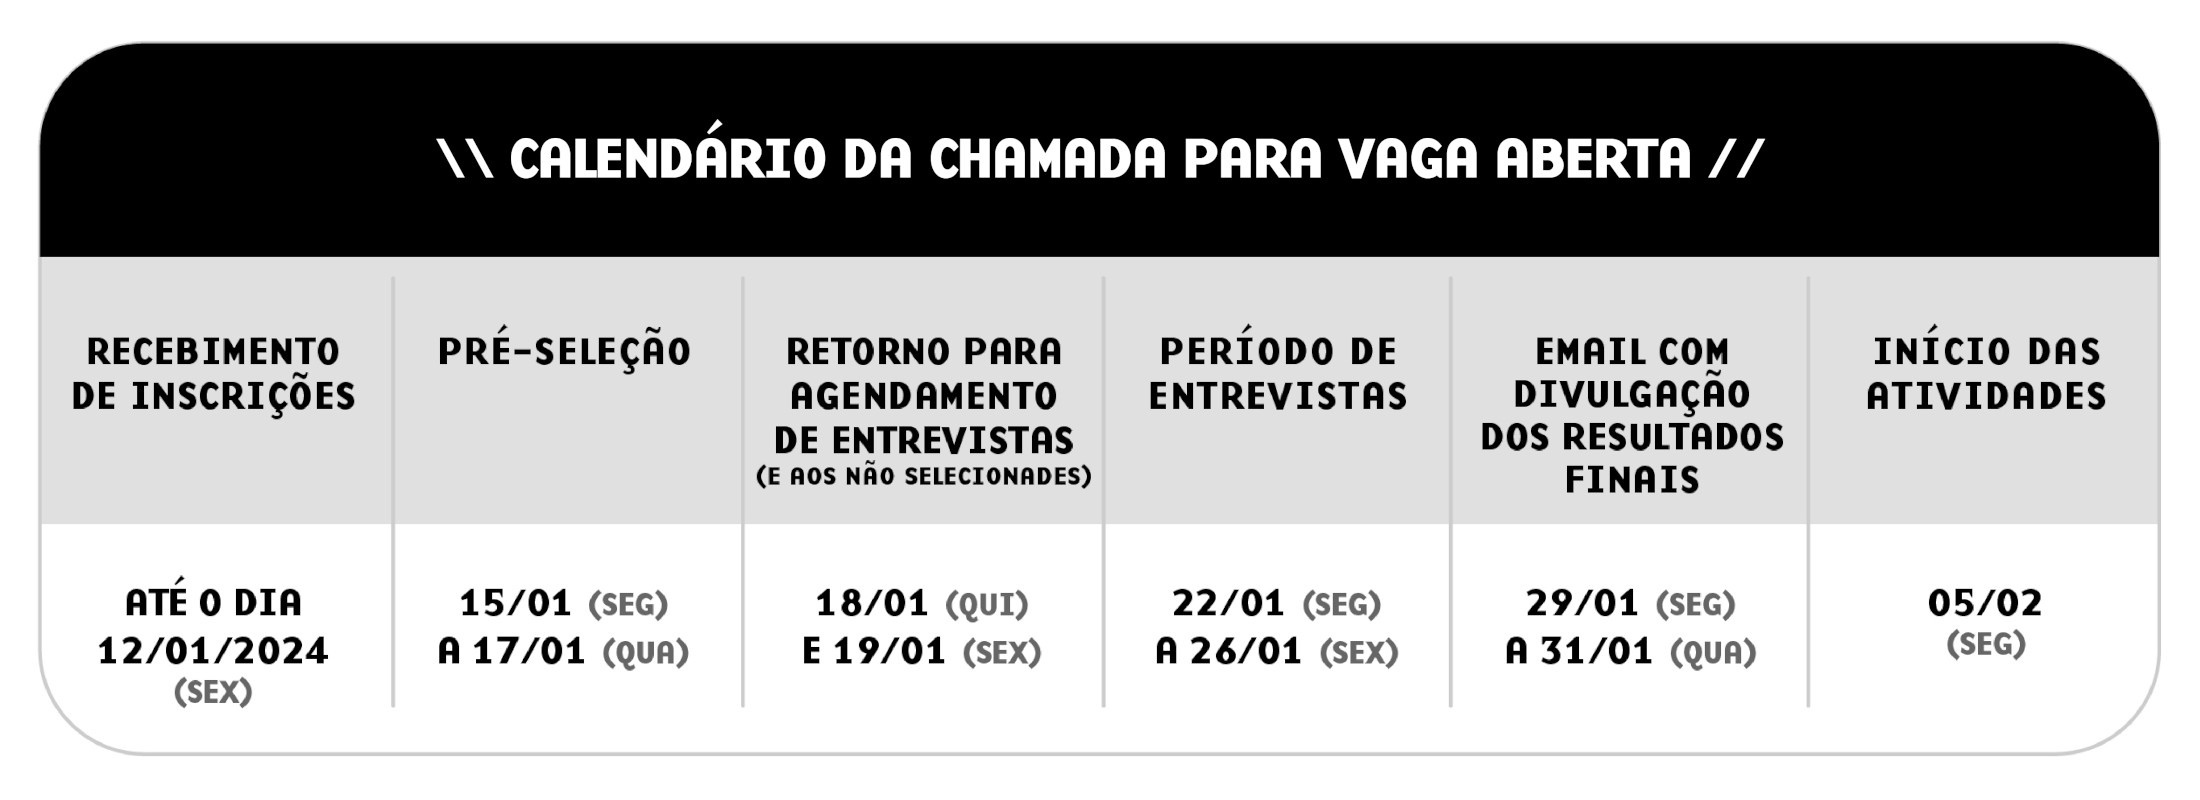 \\ CALENDÁRIO DA CHAMADA PARA VAGA ABERTA //
RECEBIMENTO
DE INSCRIÇÕES
PRÉ-SELEÇÃO
RETORNO PARA
AGENDAMENTO
DE ENTREVISTAS
(E AOS NÃO SELECIONADES)
PERÍODO DE
ENTREVISTAS
EMAIL COM
DIVULGAÇÃO
DOS RESULTADOS
FINAIS
INÍCIO DAS
ATIVIDADES
ATÉ O DIA
12/01/2024
(SEX)
15/01 (SEG)
A 17/01 (QUA)
18/01 (QUI)
E 19/01 (SEX)
22/01 (SEG)
A 26/01 (SEX)
29/01 (SEG)
A 31/01 (QUA)
05/02
(SEG)